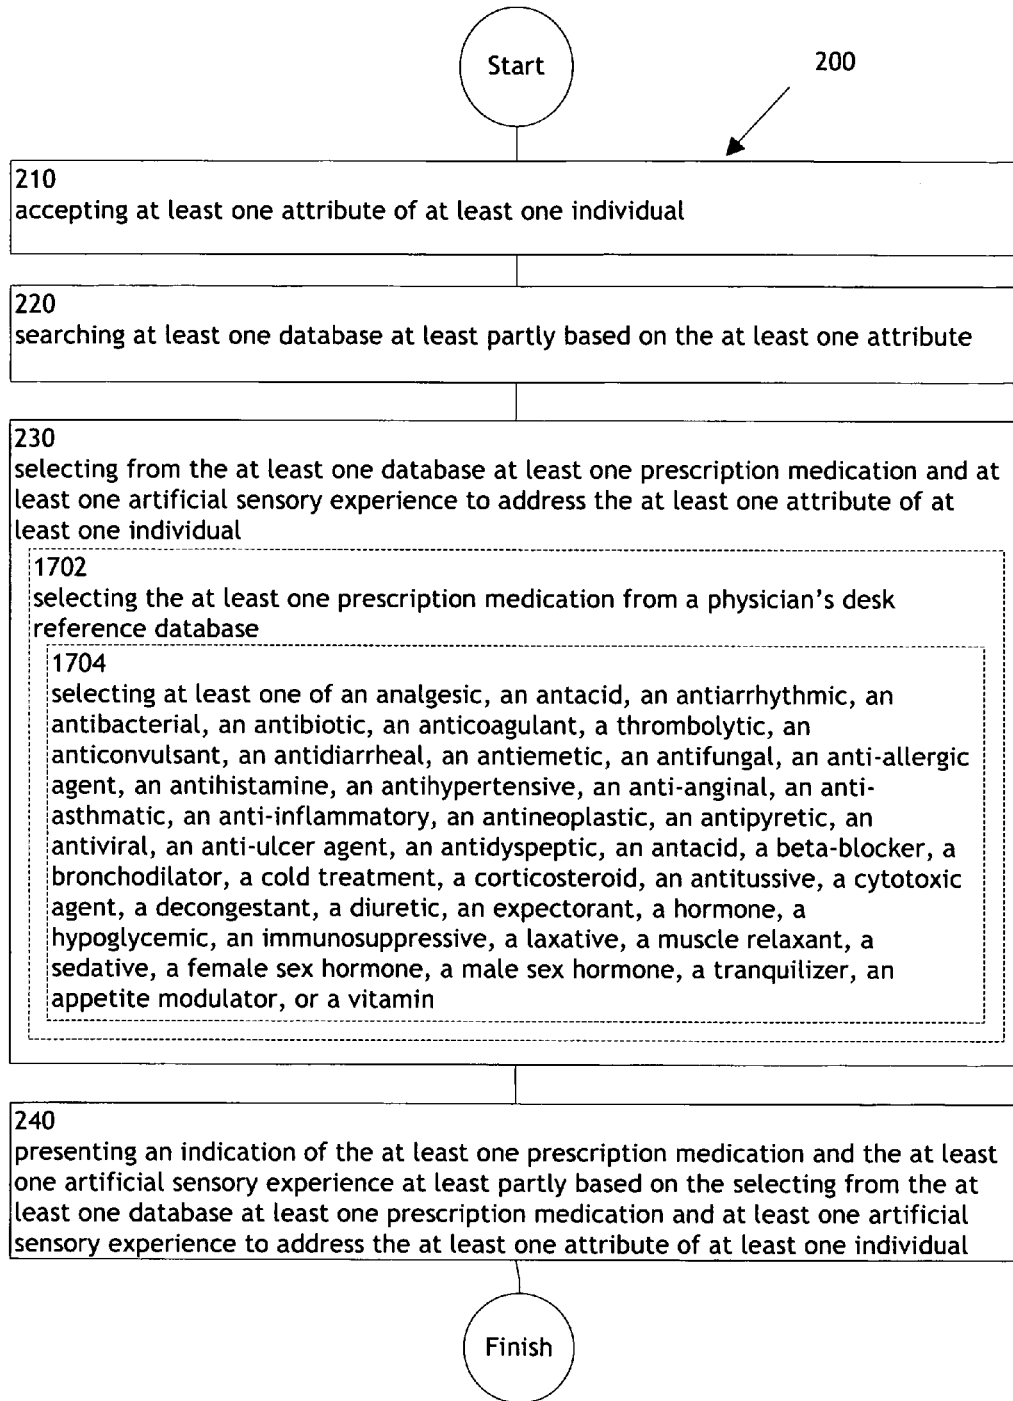 Start
200
210
accepting at least one attribute of at least one individual
220
searching at least one database at least partly based on the at least one attribute
230
selecting from the at least one database at least one prescription medication and at
least one artificial sensory experience to address the at least one attribute of at
least one individual
1702
selecting the at least one prescription medication from a physician's desk
reference database
1704
selecting at least one of an analgesic, an antacid, an antiarrhythmic, an
antibacterial, an antibiotic, an anticoagulant, a thrombolytic, an
anticonvulsant, an antidiarrheal, an antiemetic, an antifungal, an anti-allergic
agent, an antihistamine, an antihypertensive, an anti-anginal, an anti-
asthmatic, an anti-inflammatory, an antineoplastic, an antipyretic, an
antiviral, an anti-ulcer agent, an antidyspeptic, an antacid, a beta-blocker, a
bronchodilator, a cold treatment, a corticosteroid, an antitussive, a cytotoxic
agent, a decongestant, a diuretic, an expectorant, a hormone, a
hypoglycemic, an immunosuppressive, a laxative, a muscle relaxant, a
sedative, a female sex hormone, a male sex hormone, a tranquilizer, an
appetite modulator, or a vitamin
240
presenting an indication of the at least one prescription medication and the at least
one artificial sensory experience at least partly based on the selecting from the at
least one database at least one prescription medication and at least one artificial
sensory experience to address the at least one attribute of at least one individual
Finish